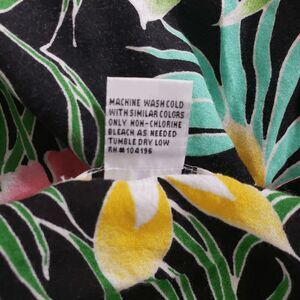 MACHINE WASH COLD
WITH SIMILAR COLORS
ONLY NON-CHLORINE
BLEACH AS NEEDED
TUMBLE DRY LOW
RN#104196